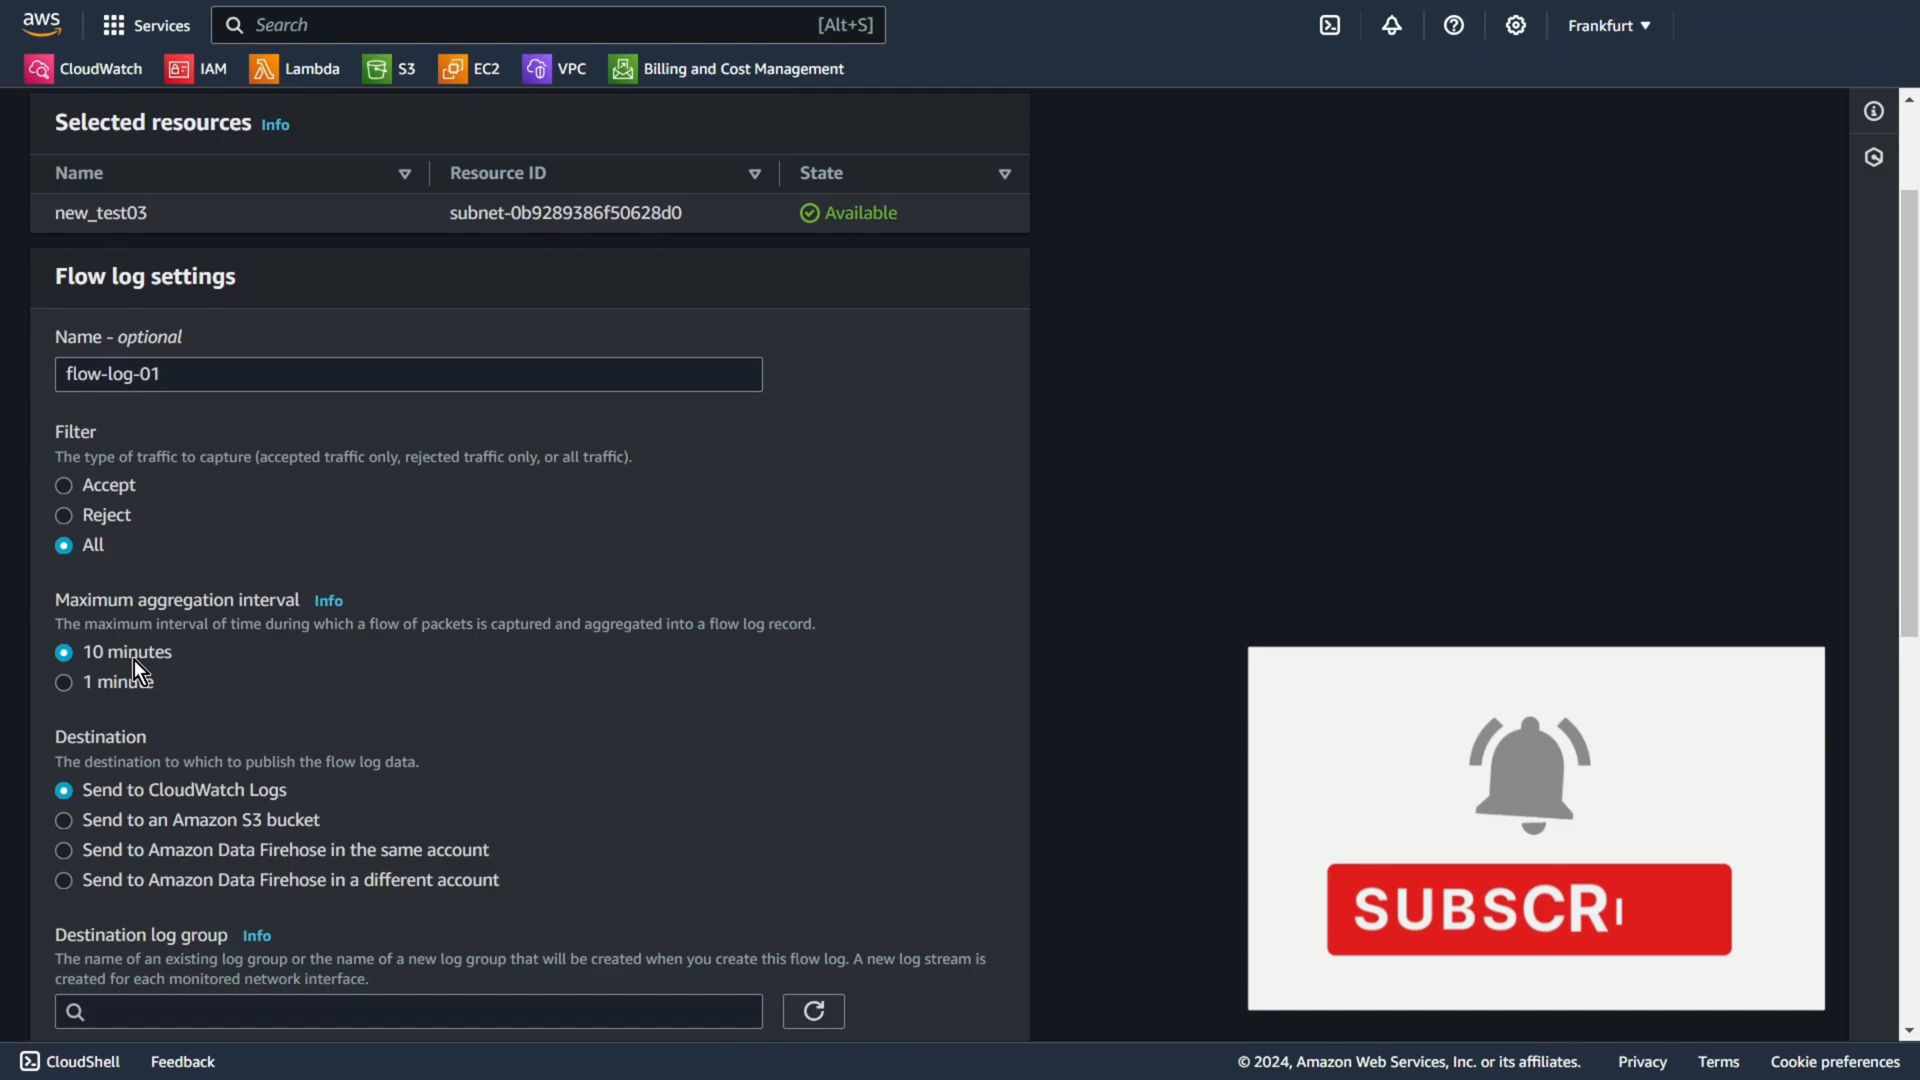 aws
Services
Search
[Alt+S]
Frankfurt
CloudWatch
IAM
Lambda
S3
EC2
VPC
Billing and Cost Management
Selected resources Info
Name
Resource ID
State
new_test03
subnet-0b9289386f50628d0
Available
Flow log settings
Name - optional
flow-log-01
Filter
The type of traffic to capture (accepted traffic only, rejected traffic only, or all traffic).
Accept
Reject
All
Maximum aggregation interval Info
The maximum interval of time during which a flow of packets is captured and aggregated into a flow log record.
10 minutes
1 minute
Destination
The destination to which to publish the flow log data.
Send to CloudWatch Logs
Send to an Amazon S3 bucket
Send to Amazon Data Firehose in the same account
Send to Amazon Data Firehose in a different account
Destination log group Info
The name of an existing log group or the name of a new log group that will be created when you create this flow log. A new log stream is
created for each monitored network interface.
SUBSCRI
CloudShell
Feedback
© 2024, Amazon Web Services, Inc. or its affiliates.
Privacy
Terms
Cookie preferences